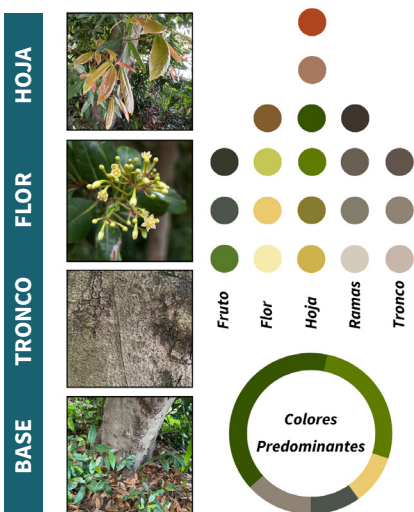 HOJA
FLOR
TRONCO
BASE
Fruto
Flor
Hoja
Ramas
Tronco
Colores
Predominantes